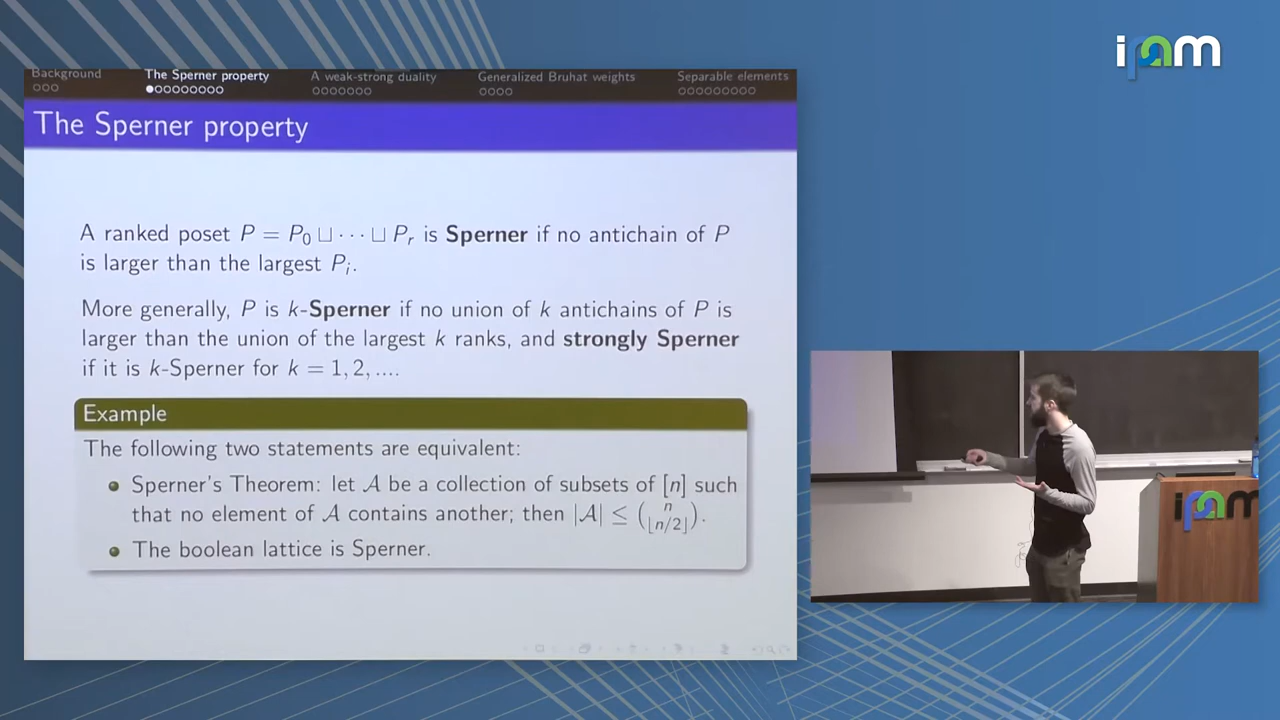 ipam
Background The Sperner property A weak-strong duality Generalized Bruhat weights Separable elements
The Sperner property
A ranked poset P = P₀ ⊔ ··· ⊔ Pᵣ is Sperner if no antichain of P
is larger than the largest Pᵢ.
More generally, P is k-Sperner if no union of k antichains of P is
larger than the union of the largest k ranks, and strongly Sperner
if it is k-Sperner for k = 1, 2, ....
Example
The following two statements are equivalent:
Sperner's Theorem: let 𝒜 be a collection of subsets of [n] such
that no element of 𝒜 contains another; then |𝒜| ≤ (n ⌊n/2⌋).
The boolean lattice is Sperner.
ipam